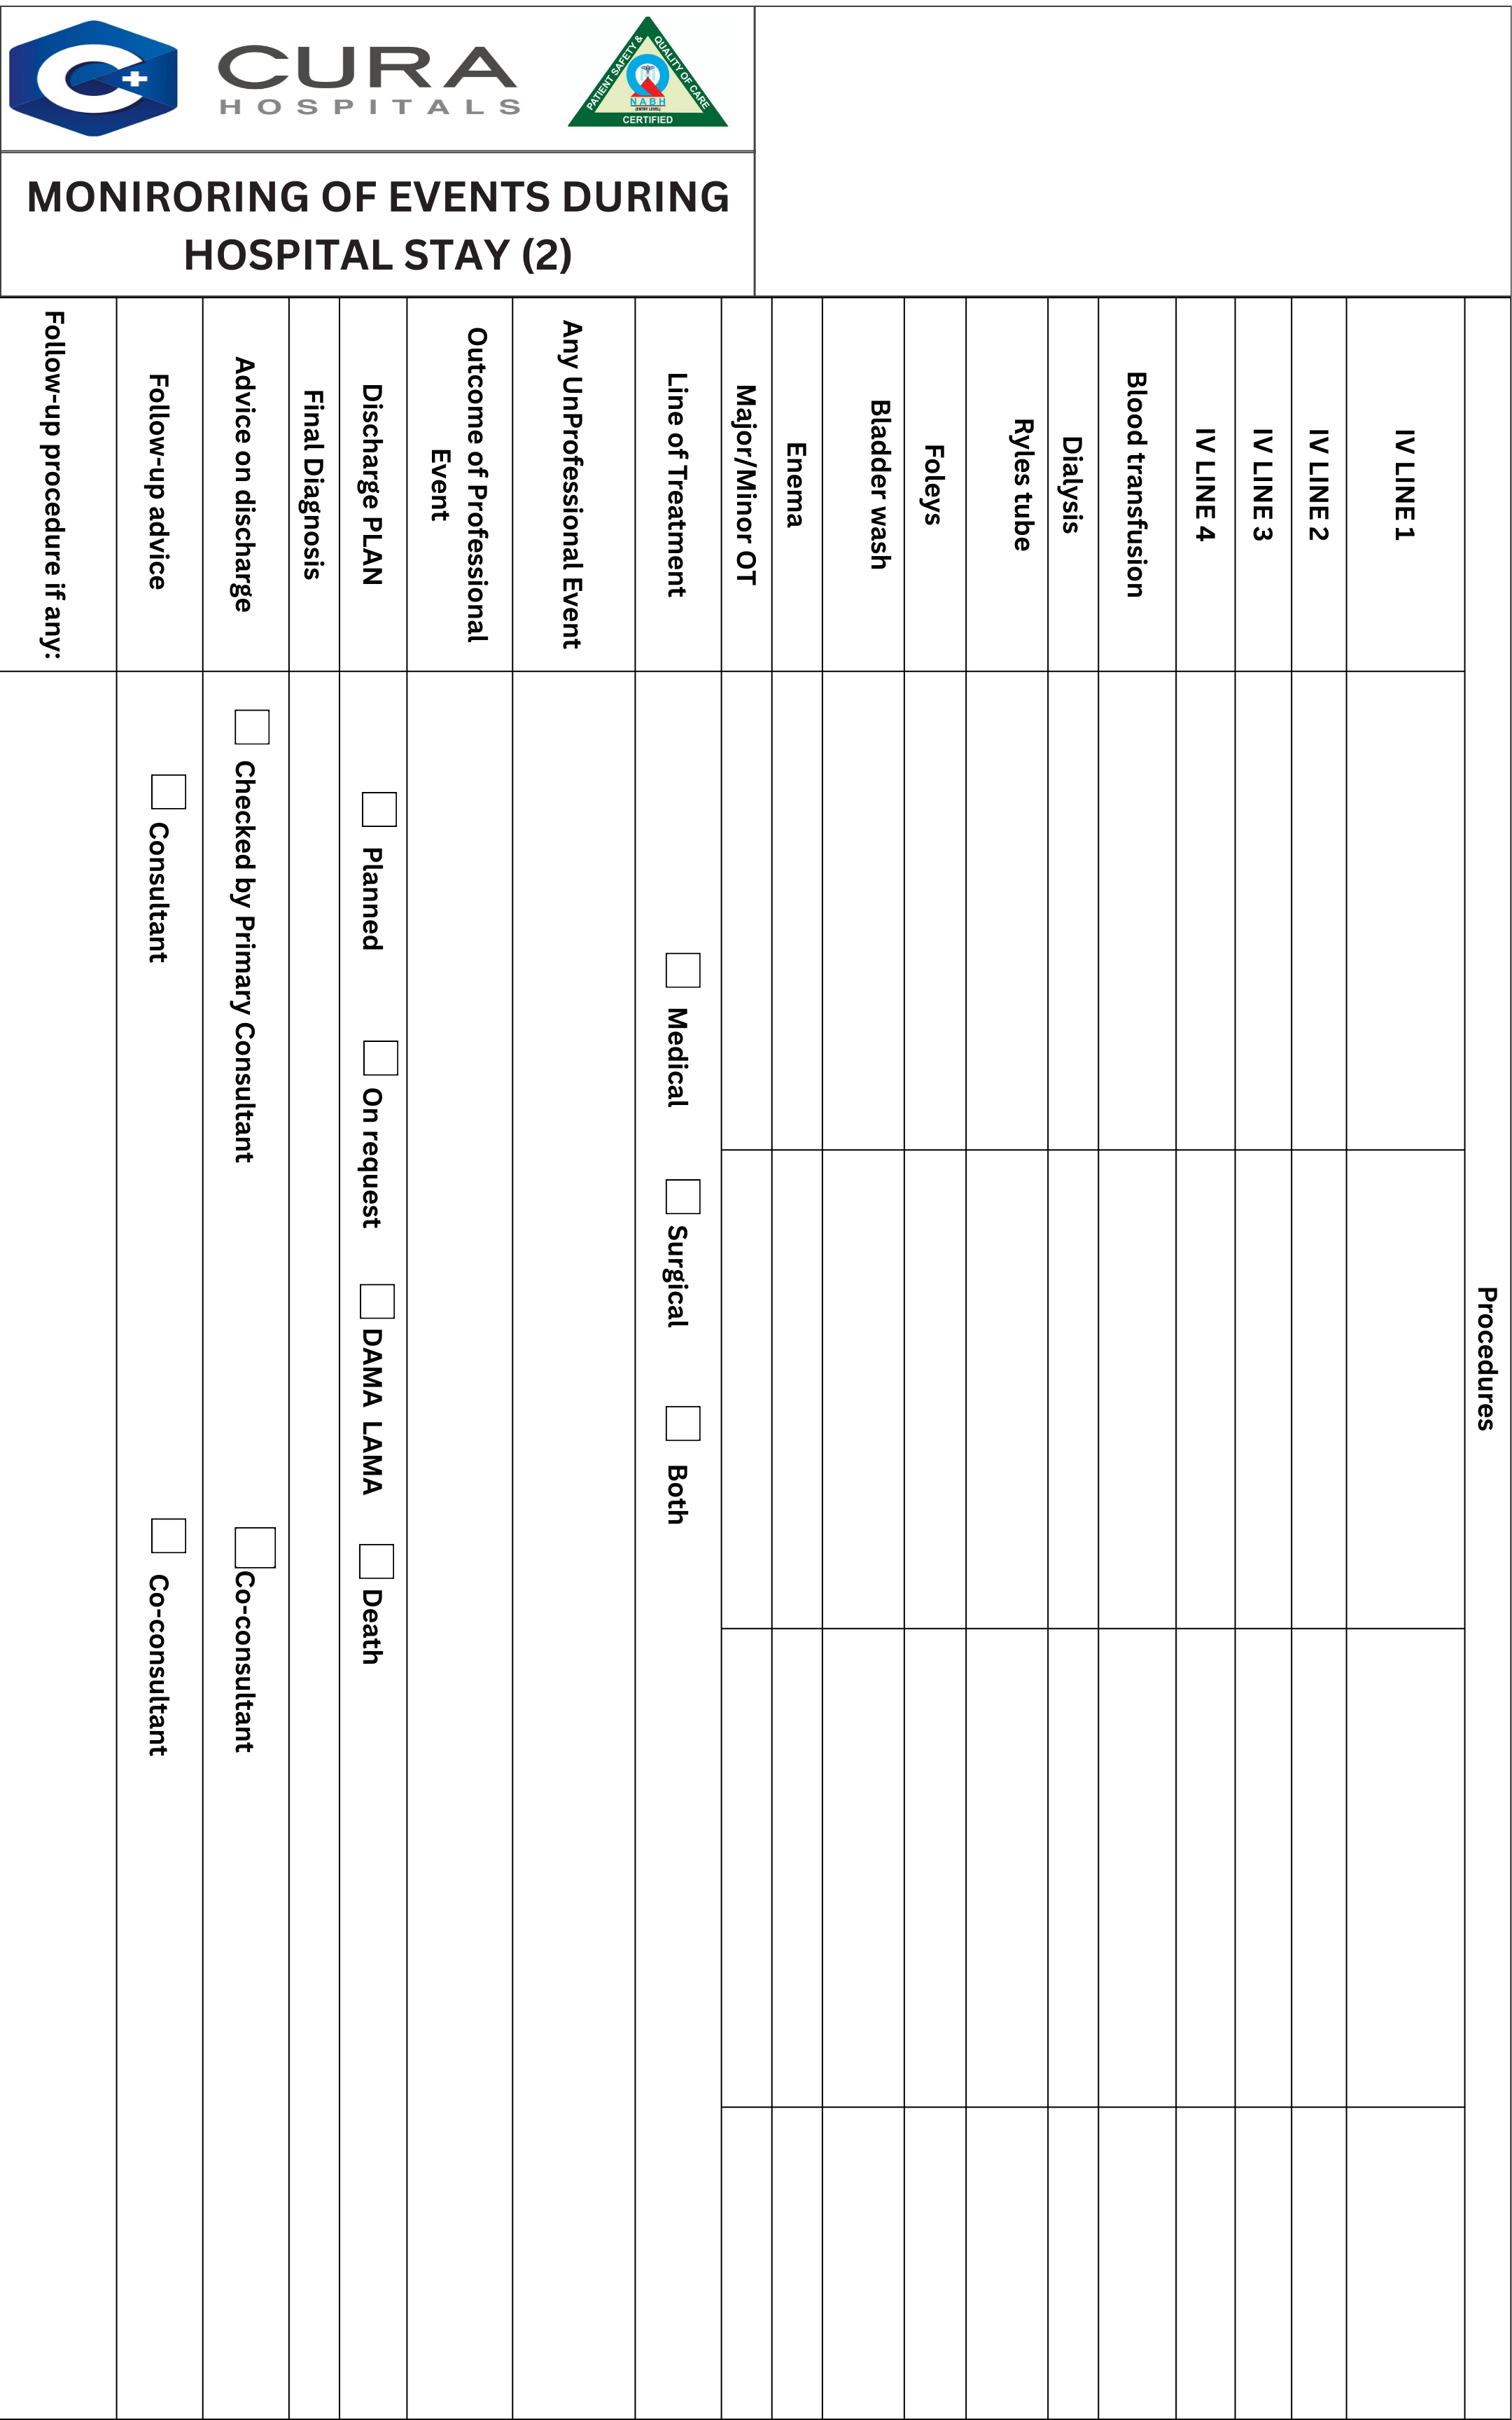 CURA
HOSPITALS
PATIENT SAFETY & QUALITY OF CARE
NABH
(ENTRY LEVEL)
CERTIFIED
MONIRORING OF EVENTS DURING
HOSPITAL STAY (2)
Procedures
IV LINE 1
IV LINE 2
IV LINE 3
IV LINE 4
Blood transfusion
Dialysis
Ryles tube
Foleys
Bladder wash
Enema
Major/Minor OT
Line of Treatment Medical Surgical Both
Any UnProfessional Event
Outcome of Professional
Event
Discharge PLAN Planned On request DAMA LAMA Death
Final Diagnosis
Advice on discharge Checked by Primary Consultant Co-consultant
Follow-up advice Consultant Co-consultant
Follow-up procedure if any: